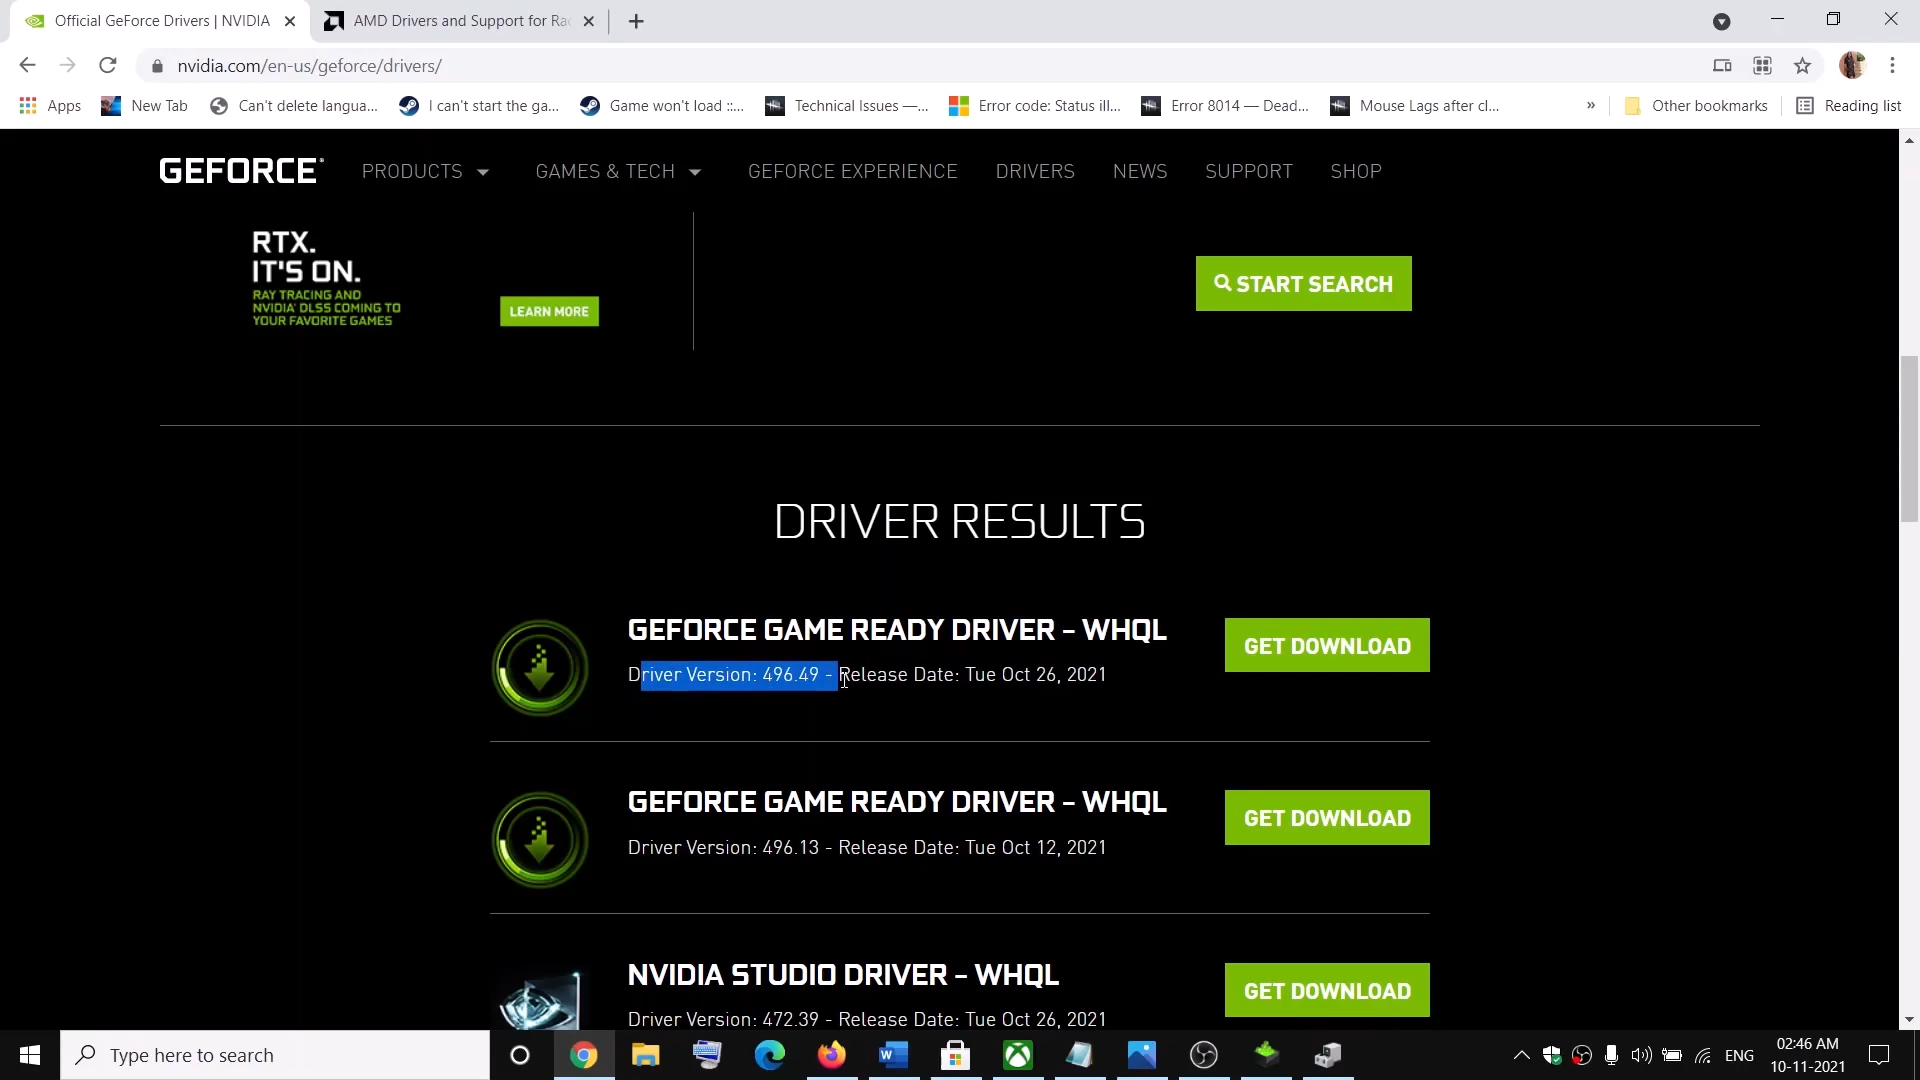 Official GeForce Drivers | NVIDIA
AMD Drivers and Support for Ra
nvidia.com/en-us/geforce/drivers/
Apps
New Tab
Can't delete langua...
I can't start the ga...
Game won't load ::...
Technical Issues —...
Error code: Status ill...
Error 8014 — Dead...
Mouse Lags after cl...
»
Other bookmarks
Reading list
GEFORCE
PRODUCTS
GAMES & TECH
GEFORCE EXPERIENCE
DRIVERS
NEWS
SUPPORT
SHOP
RTX.
IT'S ON.
RAY TRACING AND
NVIDIA DLSS COMING TO
YOUR FAVORITE GAMES
LEARN MORE
START SEARCH
DRIVER RESULTS
GEFORCE GAME READY DRIVER - WHQL
Driver Version: 496.49 - Release Date: Tue Oct 26, 2021
GET DOWNLOAD
GEFORCE GAME READY DRIVER - WHQL
Driver Version: 496.13 - Release Date: Tue Oct 12, 2021
GET DOWNLOAD
NVIDIA STUDIO DRIVER - WHQL
Driver Version: 472.39 - Release Date: Tue Oct 26, 2021
GET DOWNLOAD
Type here to search
ENG
02:46 AM
10-11-2021